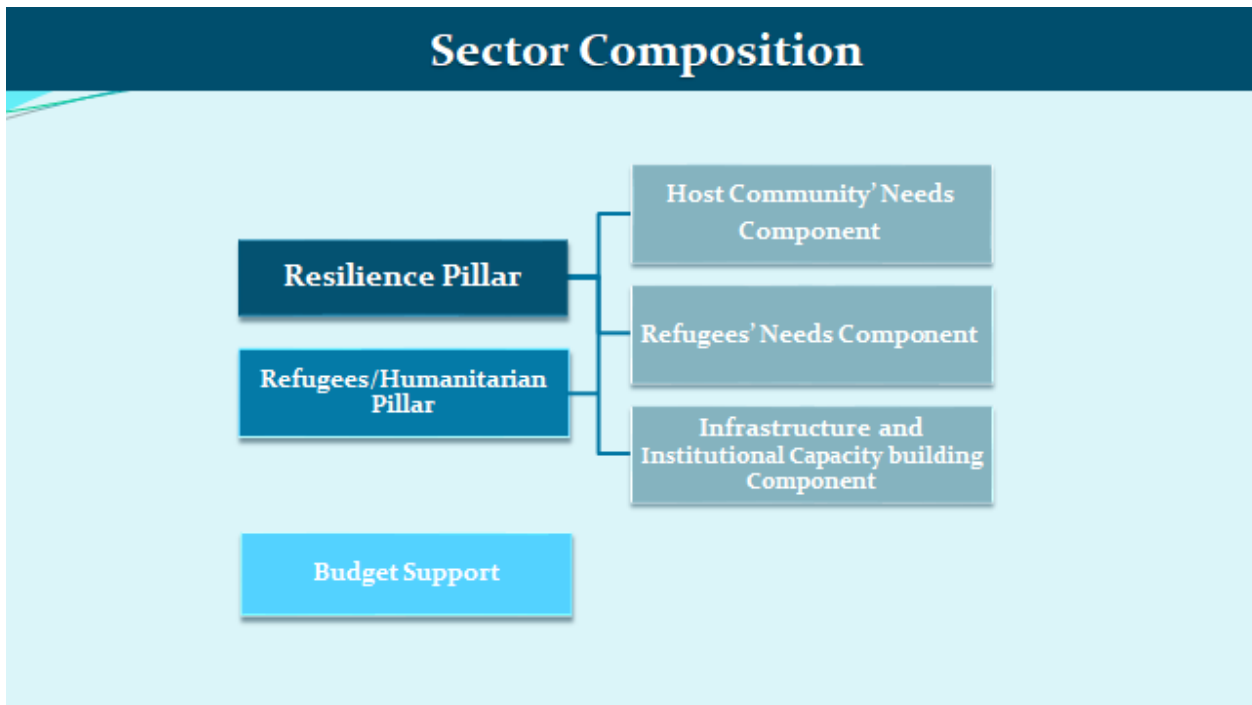 Sector Composition
Resilience Pillar
Refugees/Humanitarian
Pillar
Budget Support
Host Community’ Needs
Component
Refugees’ Needs Component
Infrastructure and
Institutional Capacity building
Component